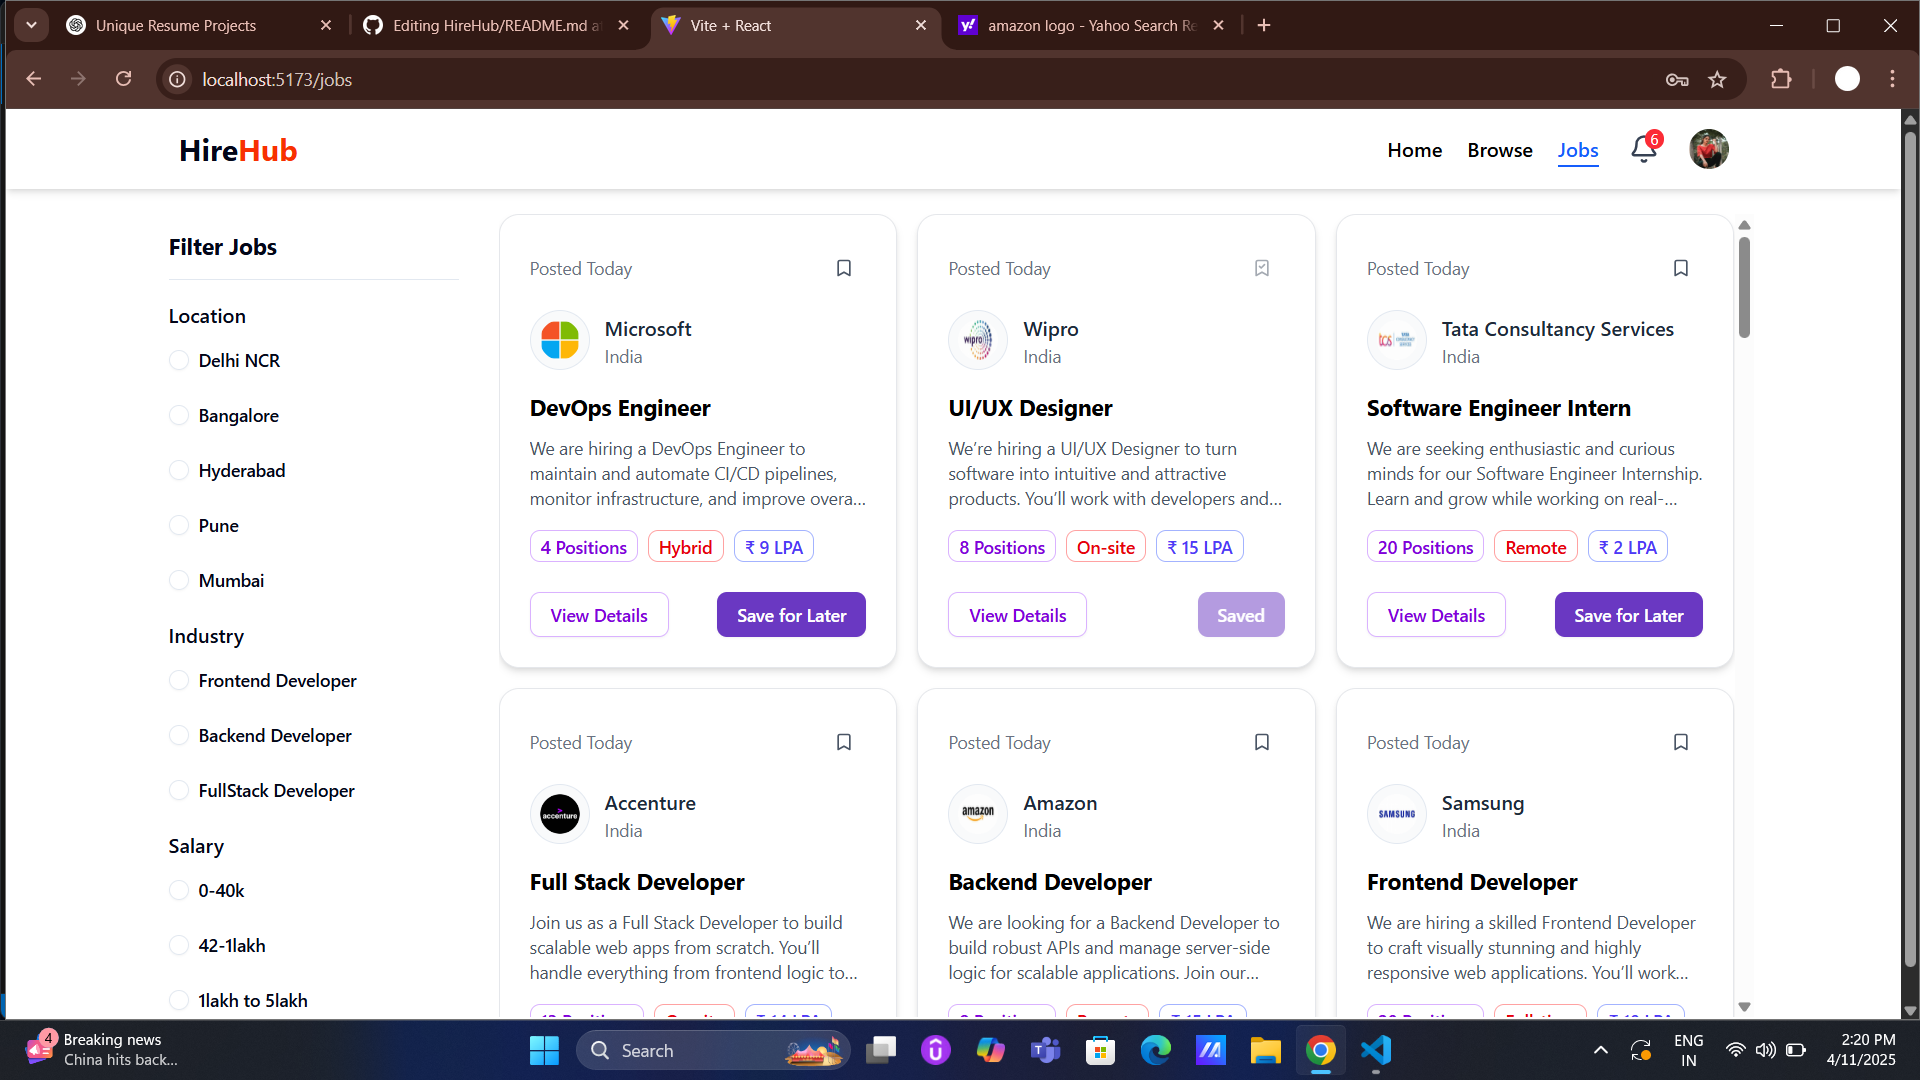 Unique Resume Projects
Editing HireHub/README.md a
Vite + React
amazon logo - Yahoo Search Re
localhost:5173/jobs
HireHub
Home
Browse
Jobs
6
Filter Jobs
Location
Delhi NCR
Bangalore
Hyderabad
Pune
Mumbai
Industry
Frontend Developer
Backend Developer
FullStack Developer
Salary
0-40k
42-1lakh
1lakh to 5lakh
Posted Today
Microsoft
India
DevOps Engineer
We are hiring a DevOps Engineer to
maintain and automate CI/CD pipelines,
monitor infrastructure, and improve overa...
4 Positions
Hybrid
₹ 9 LPA
View Details
Save for Later
Posted Today
wipro
Wipro
India
UI/UX Designer
We’re hiring a UI/UX Designer to turn
software into intuitive and attractive
products. You’ll work with developers and...
8 Positions
On-site
₹ 15 LPA
View Details
Saved
Posted Today
tcs
Tata Consultancy Services
India
Software Engineer Intern
We are seeking enthusiastic and curious
minds for our Software Engineer Internship.
Learn and grow while working on real-...
20 Positions
Remote
₹ 2 LPA
View Details
Save for Later
Posted Today
accenture
Accenture
India
Full Stack Developer
Join us as a Full Stack Developer to build
scalable web apps from scratch. You’ll
handle everything from frontend logic to...
Posted Today
amazon
Amazon
India
Backend Developer
We are looking for a Backend Developer to
build robust APIs and manage server-side
logic for scalable applications. Join our...
Posted Today
SAMSUNG
Samsung
India
Frontend Developer
We are hiring a skilled Frontend Developer
to craft visually stunning and highly
responsive web applications. You’ll work...
4
Breaking news
China hits back...
Search
ENG
IN
2:20 PM
4/11/2025